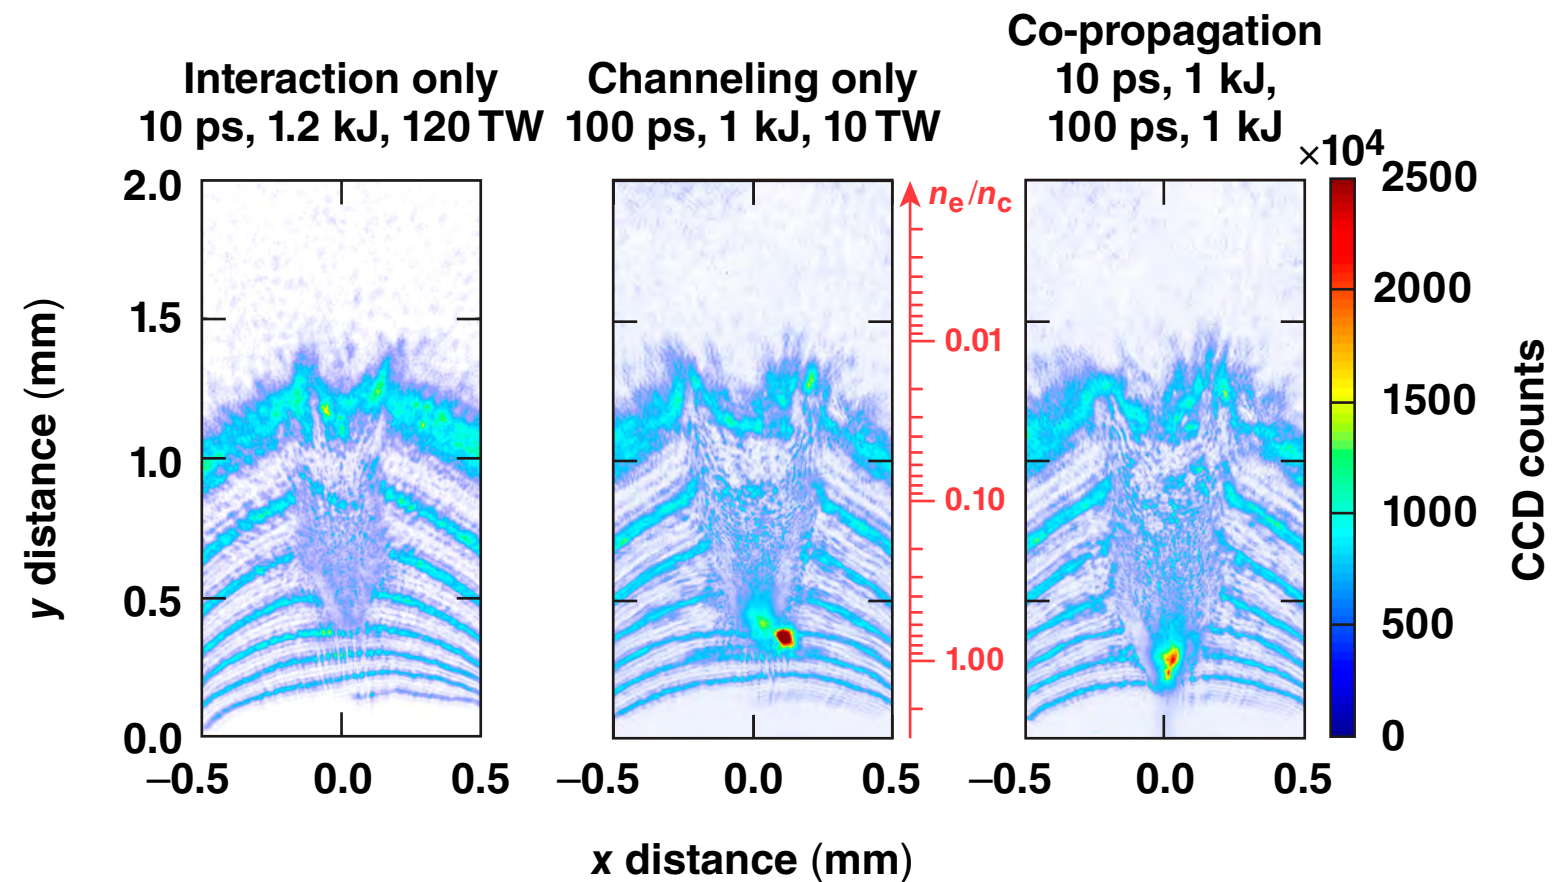 Interaction only
10 ps, 1.2 kJ, 120 TW
Channeling only
100 ps, 1 kJ, 10 TW
Co-propagation
10 ps, 1 kJ,
100 ps, 1 kJ
×10⁴
2500
2000
1500
1000
500
0
CCD counts
nₑ/n_c
0.01
0.10
1.00
y distance (mm)
2.0
1.5
1.0
0.5
0.0
–0.5 0.0 0.5
–0.5 0.0 0.5
–0.5 0.0 0.5
x distance (mm)